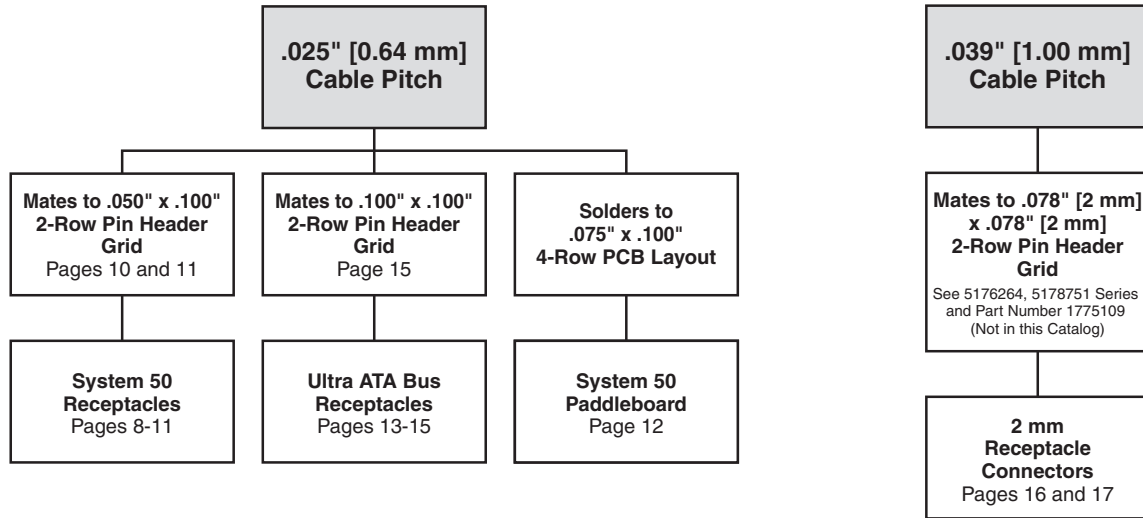 .025" [0.64 mm]
Cable Pitch
Mates to .050" x .100"
2-Row Pin Header
Grid
Pages 10 and 11
System 50
Receptacles
Pages 8-11
Mates to .100" x .100"
2-Row Pin Header
Grid
Page 15
Ultra ATA Bus
Receptacles
Pages 13-15
Solders to
.075" x .100"
4-Row PCB Layout
System 50
Paddleboard
Page 12
.039" [1.00 mm]
Cable Pitch
Mates to .078" [2 mm]
x .078" [2 mm]
2-Row Pin Header
Grid
See 5176264, 5178751 Series
and Part Number 1775109
(Not in this Catalog)
2 mm
Receptacle
Connectors
Pages 16 and 17